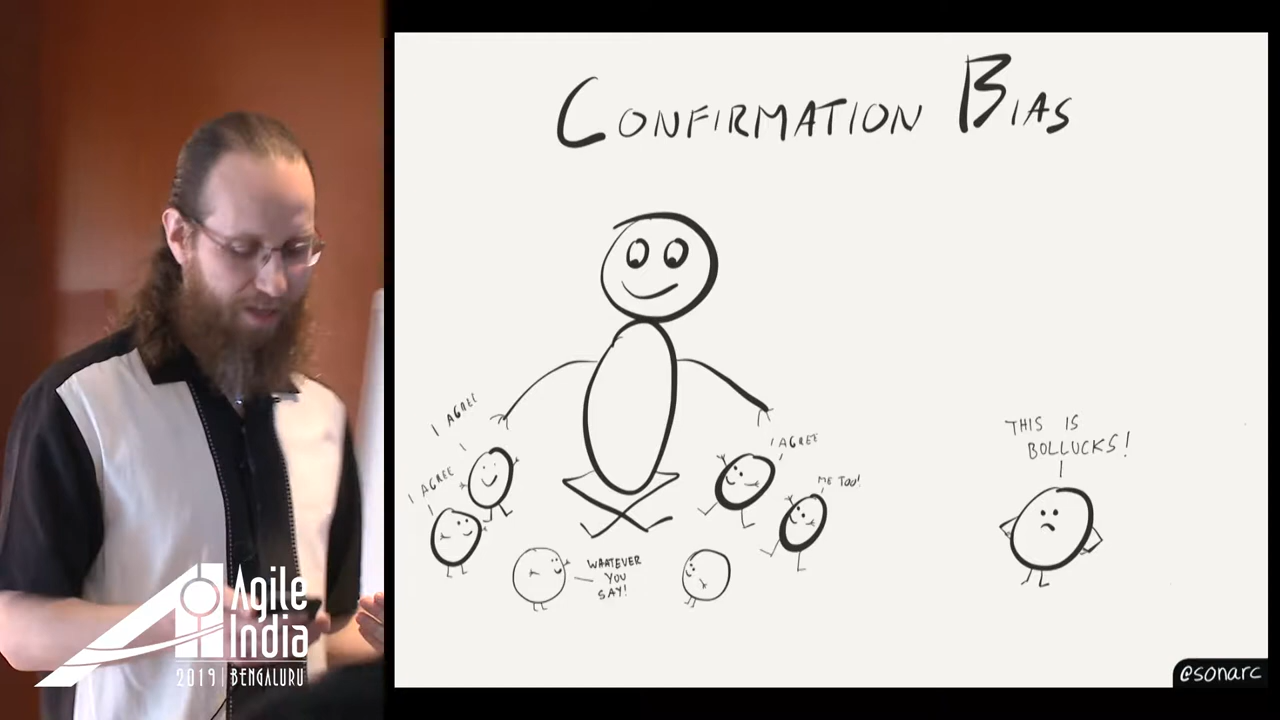 CONFIRMATION BIAS
I AGREE
I AGREE
I AGREE
ME TOO!
WHATEVER
YOU
SAY!
THIS IS
BOLLUCKS!
@sonarc
Agile
India
2019 | BENGALURU